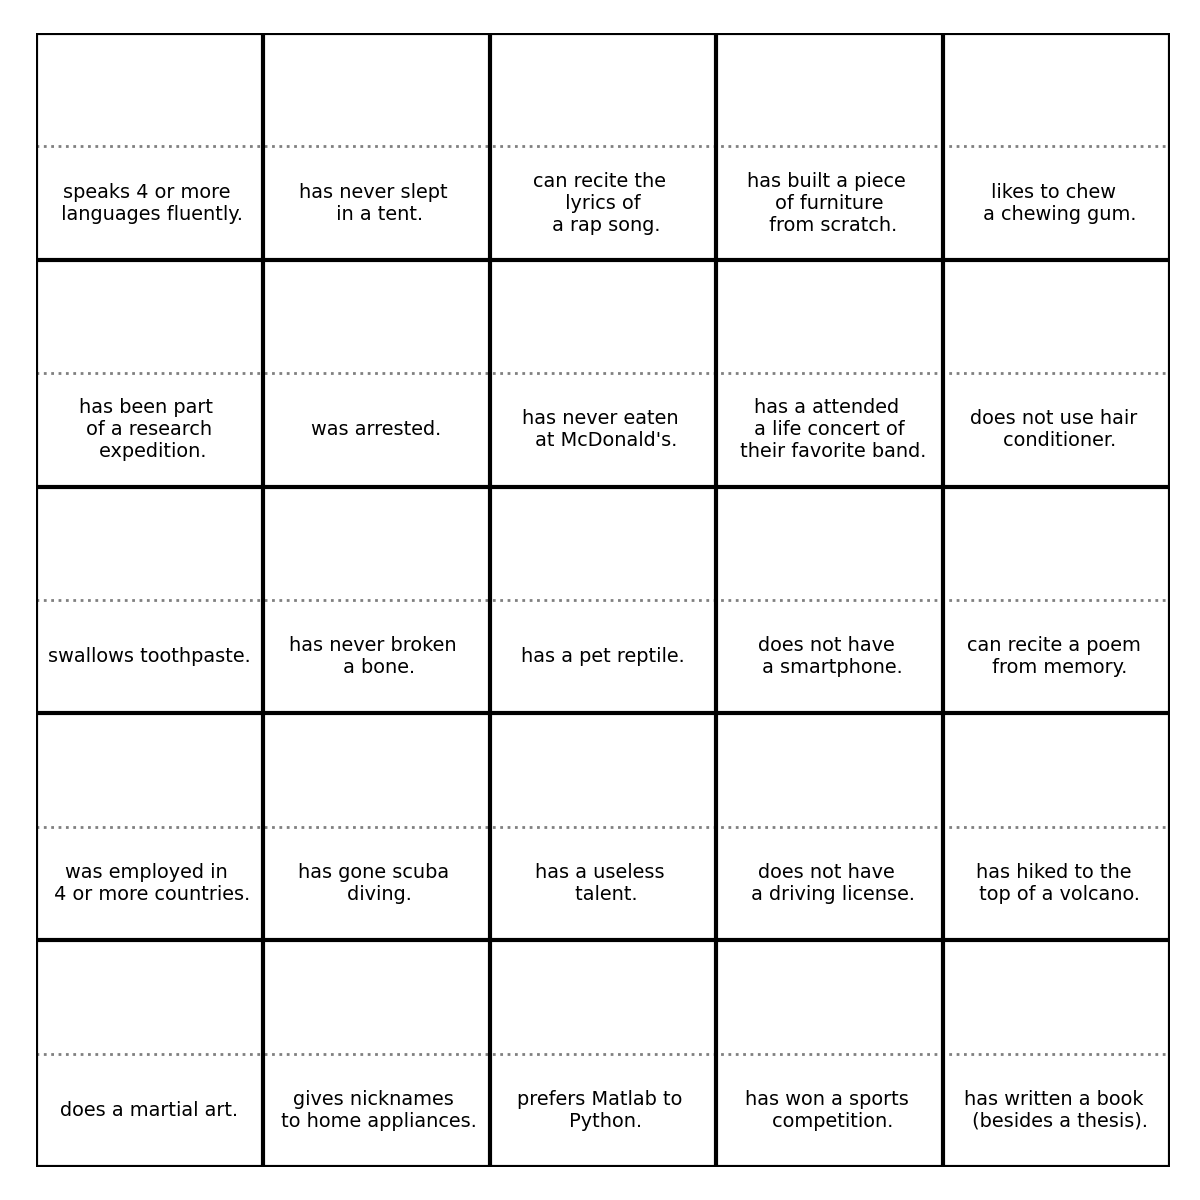 speaks 4 or more
languages fluently.
has never slept
in a tent.
can recite the
lyrics of
a rap song.
has built a piece
of furniture
from scratch.
likes to chew
a chewing gum.
has been part
of a research
expedition.
was arrested.
has never eaten
at McDonald's.
has a attended
a life concert of
their favorite band.
does not use hair
conditioner.
swallows toothpaste.
has never broken
a bone.
has a pet reptile.
does not have
a smartphone.
can recite a poem
from memory.
was employed in
4 or more countries.
has gone scuba
diving.
has a useless
talent.
does not have
a driving license.
has hiked to the
top of a volcano.
does a martial art.
gives nicknames
to home appliances.
prefers Matlab to
Python.
has won a sports
competition.
has written a book
(besides a thesis).